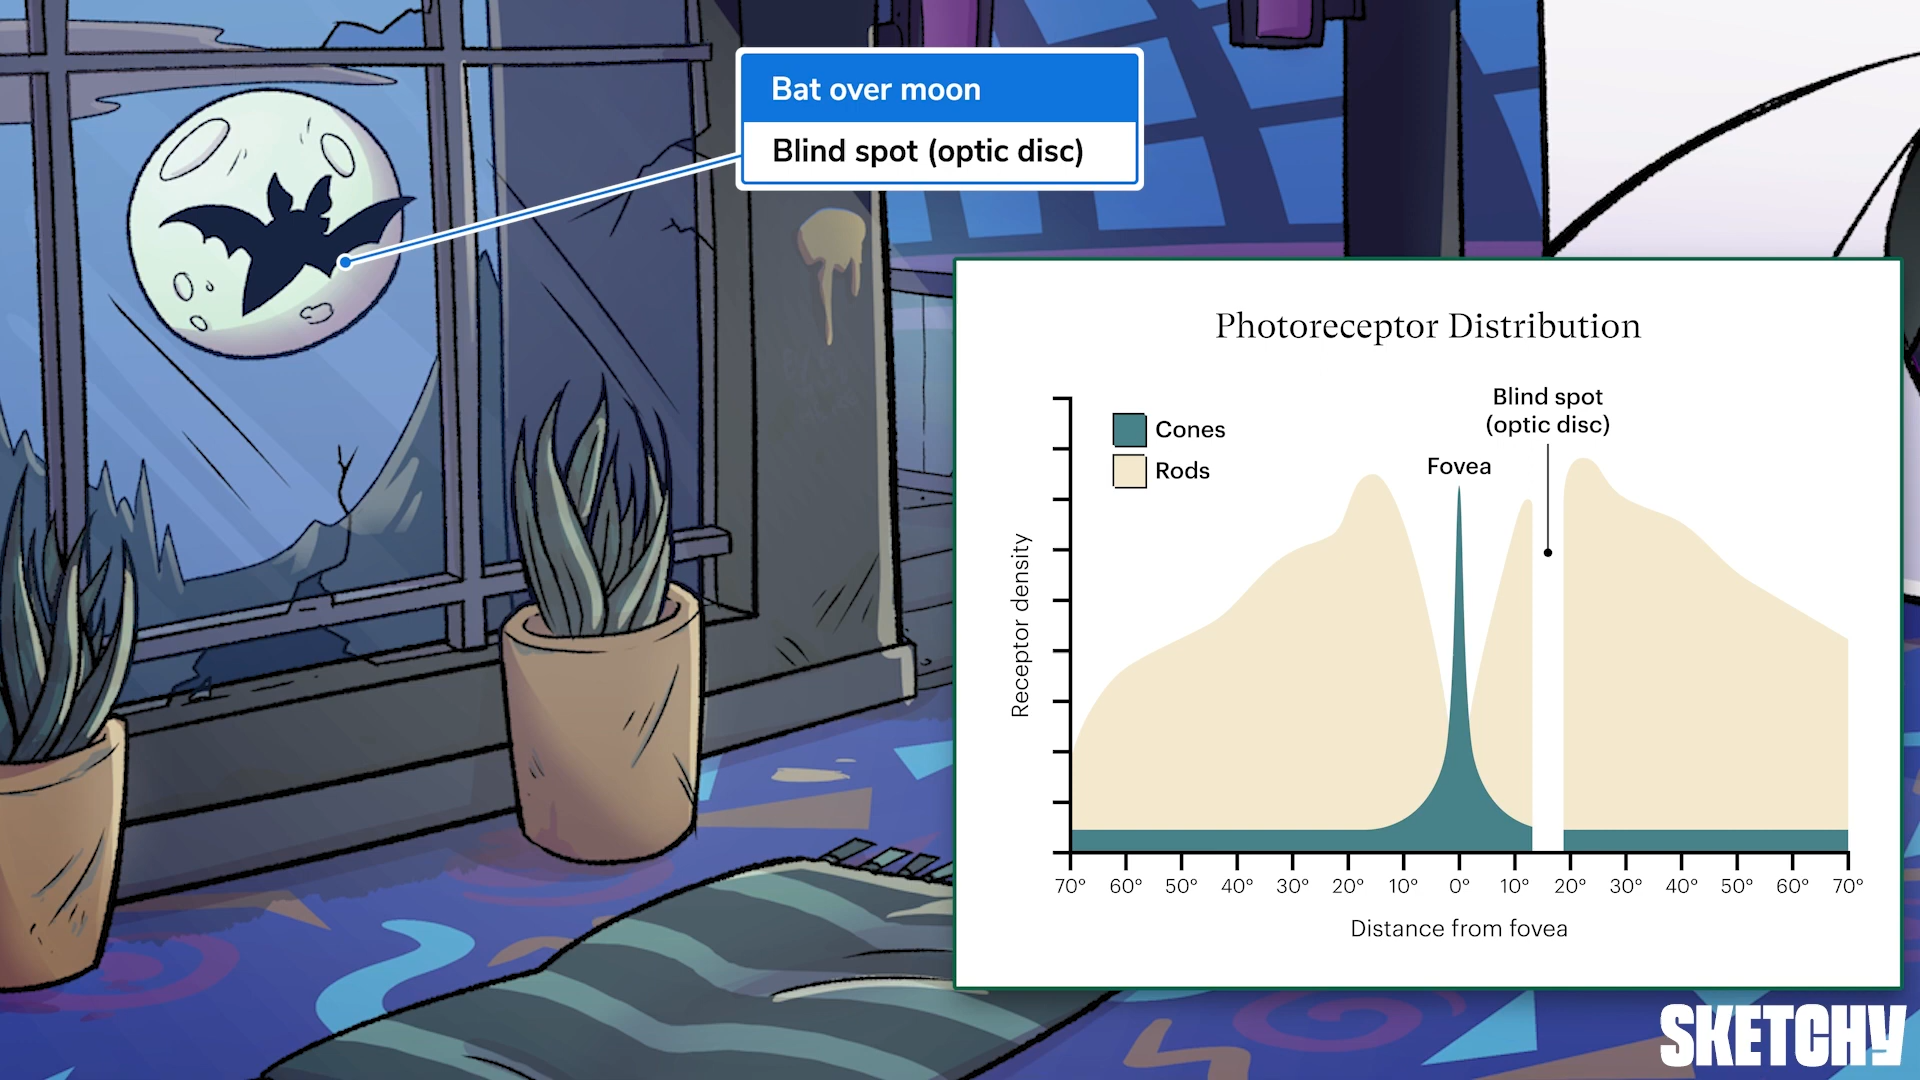 Bat over moon
Blind spot (optic disc)
Photoreceptor Distribution
Cones
Rods
Blind spot
(optic disc)
Fovea
Receptor density
70° 60° 50° 40° 30° 20° 10° 0° 10° 20° 30° 40° 50° 60° 70°
Distance from fovea
SKETCHY